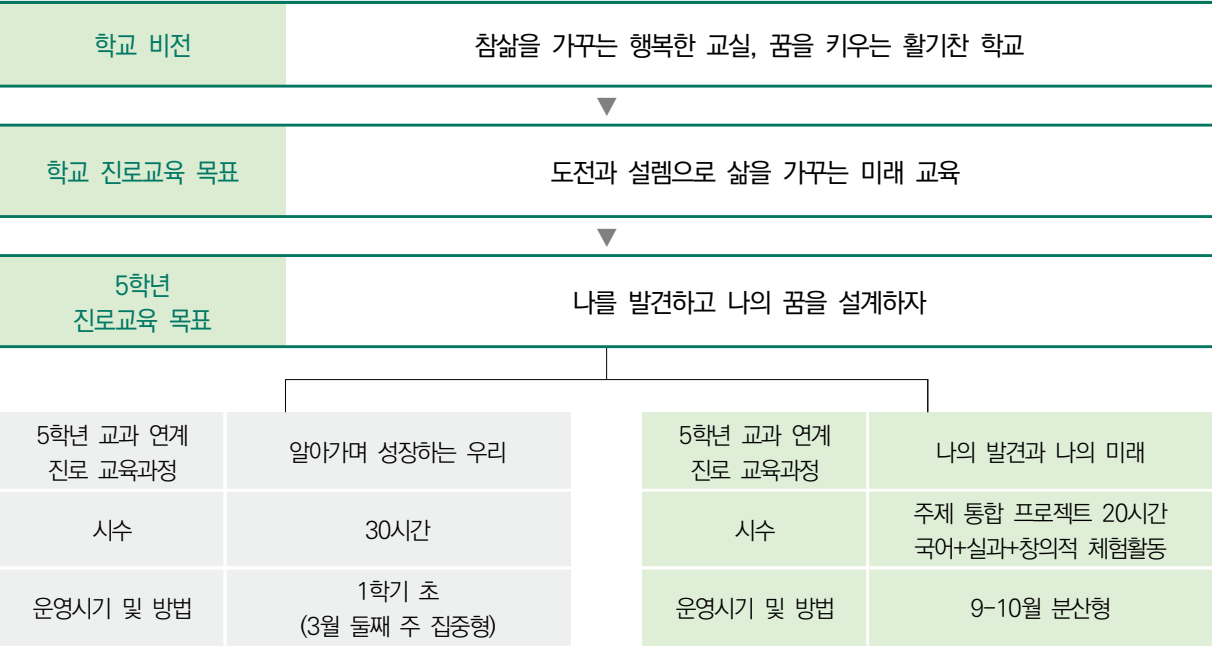 학교 비전
참삶을 가꾸는 행복한 교실, 꿈을 키우는 활기찬 학교
▼
학교 진로교육 목표
도전과 설렘으로 삶을 가꾸는 미래 교육
▼
5학년
진로교육 목표
나를 발견하고 나의 꿈을 설계하자
5학년 교과 연계
진로 교육과정
알아가며 성장하는 우리
시수
30시간
운영시기 및 방법
1학기 초
(3월 둘째 주 집중형)
5학년 교과 연계
진로 교육과정
나의 발견과 나의 미래
시수
주제 통합 프로젝트 20시간
국어+실과+창의적 체험활동
운영시기 및 방법
9-10월 분산형